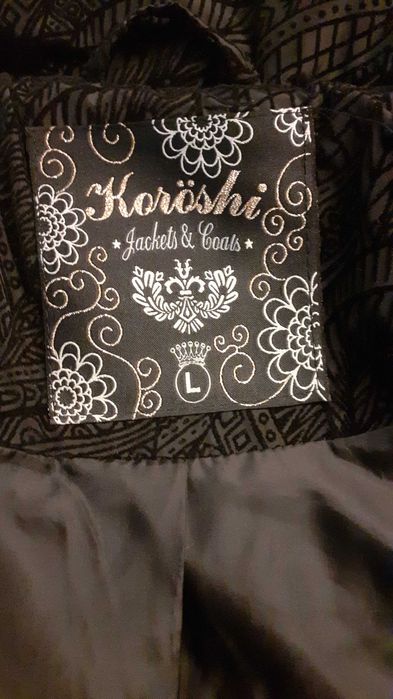 Koröshi
★ Jackets & Coats ★
L